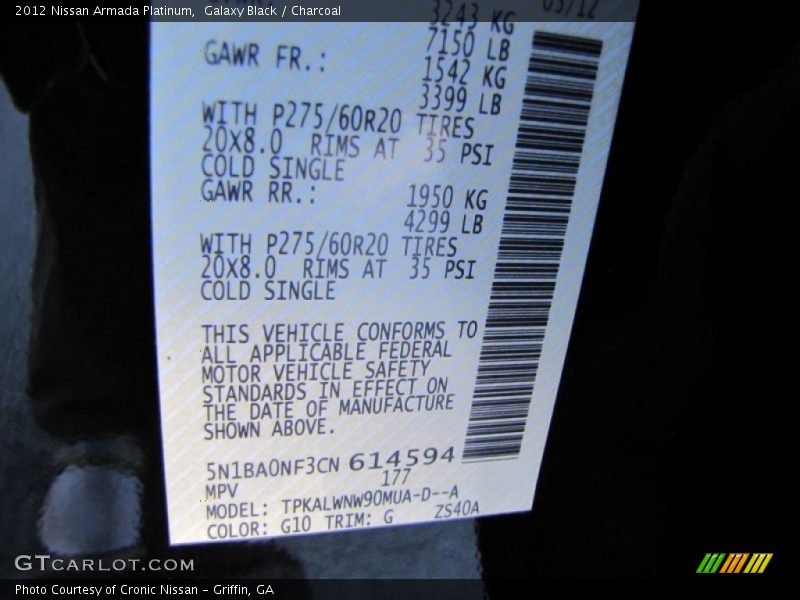 2012 Nissan Armada Platinum, Galaxy Black / Charcoal
05/12
3243 KG
7150 LB
GAWR FR.: 1542 KG
3399 LB
WITH P275/60R20 TIRES
20X8.0 RIMS AT 35 PSI
COLD SINGLE
GAWR RR.: 1950 KG
4299 LB
WITH P275/60R20 TIRES
20X8.0 RIMS AT 35 PSI
COLD SINGLE
THIS VEHICLE CONFORMS TO
ALL APPLICABLE FEDERAL
MOTOR VEHICLE SAFETY
STANDARDS IN EFFECT ON
THE DATE OF MANUFACTURE
SHOWN ABOVE.
5N1BA0NF3CN 614594
MPV 177
MODEL: TPKALWNW90MUA-D--A
COLOR: G10 TRIM: G ZS40A
GTCARLOT.COM
Photo Courtesy of Cronic Nissan – Griffin, GA